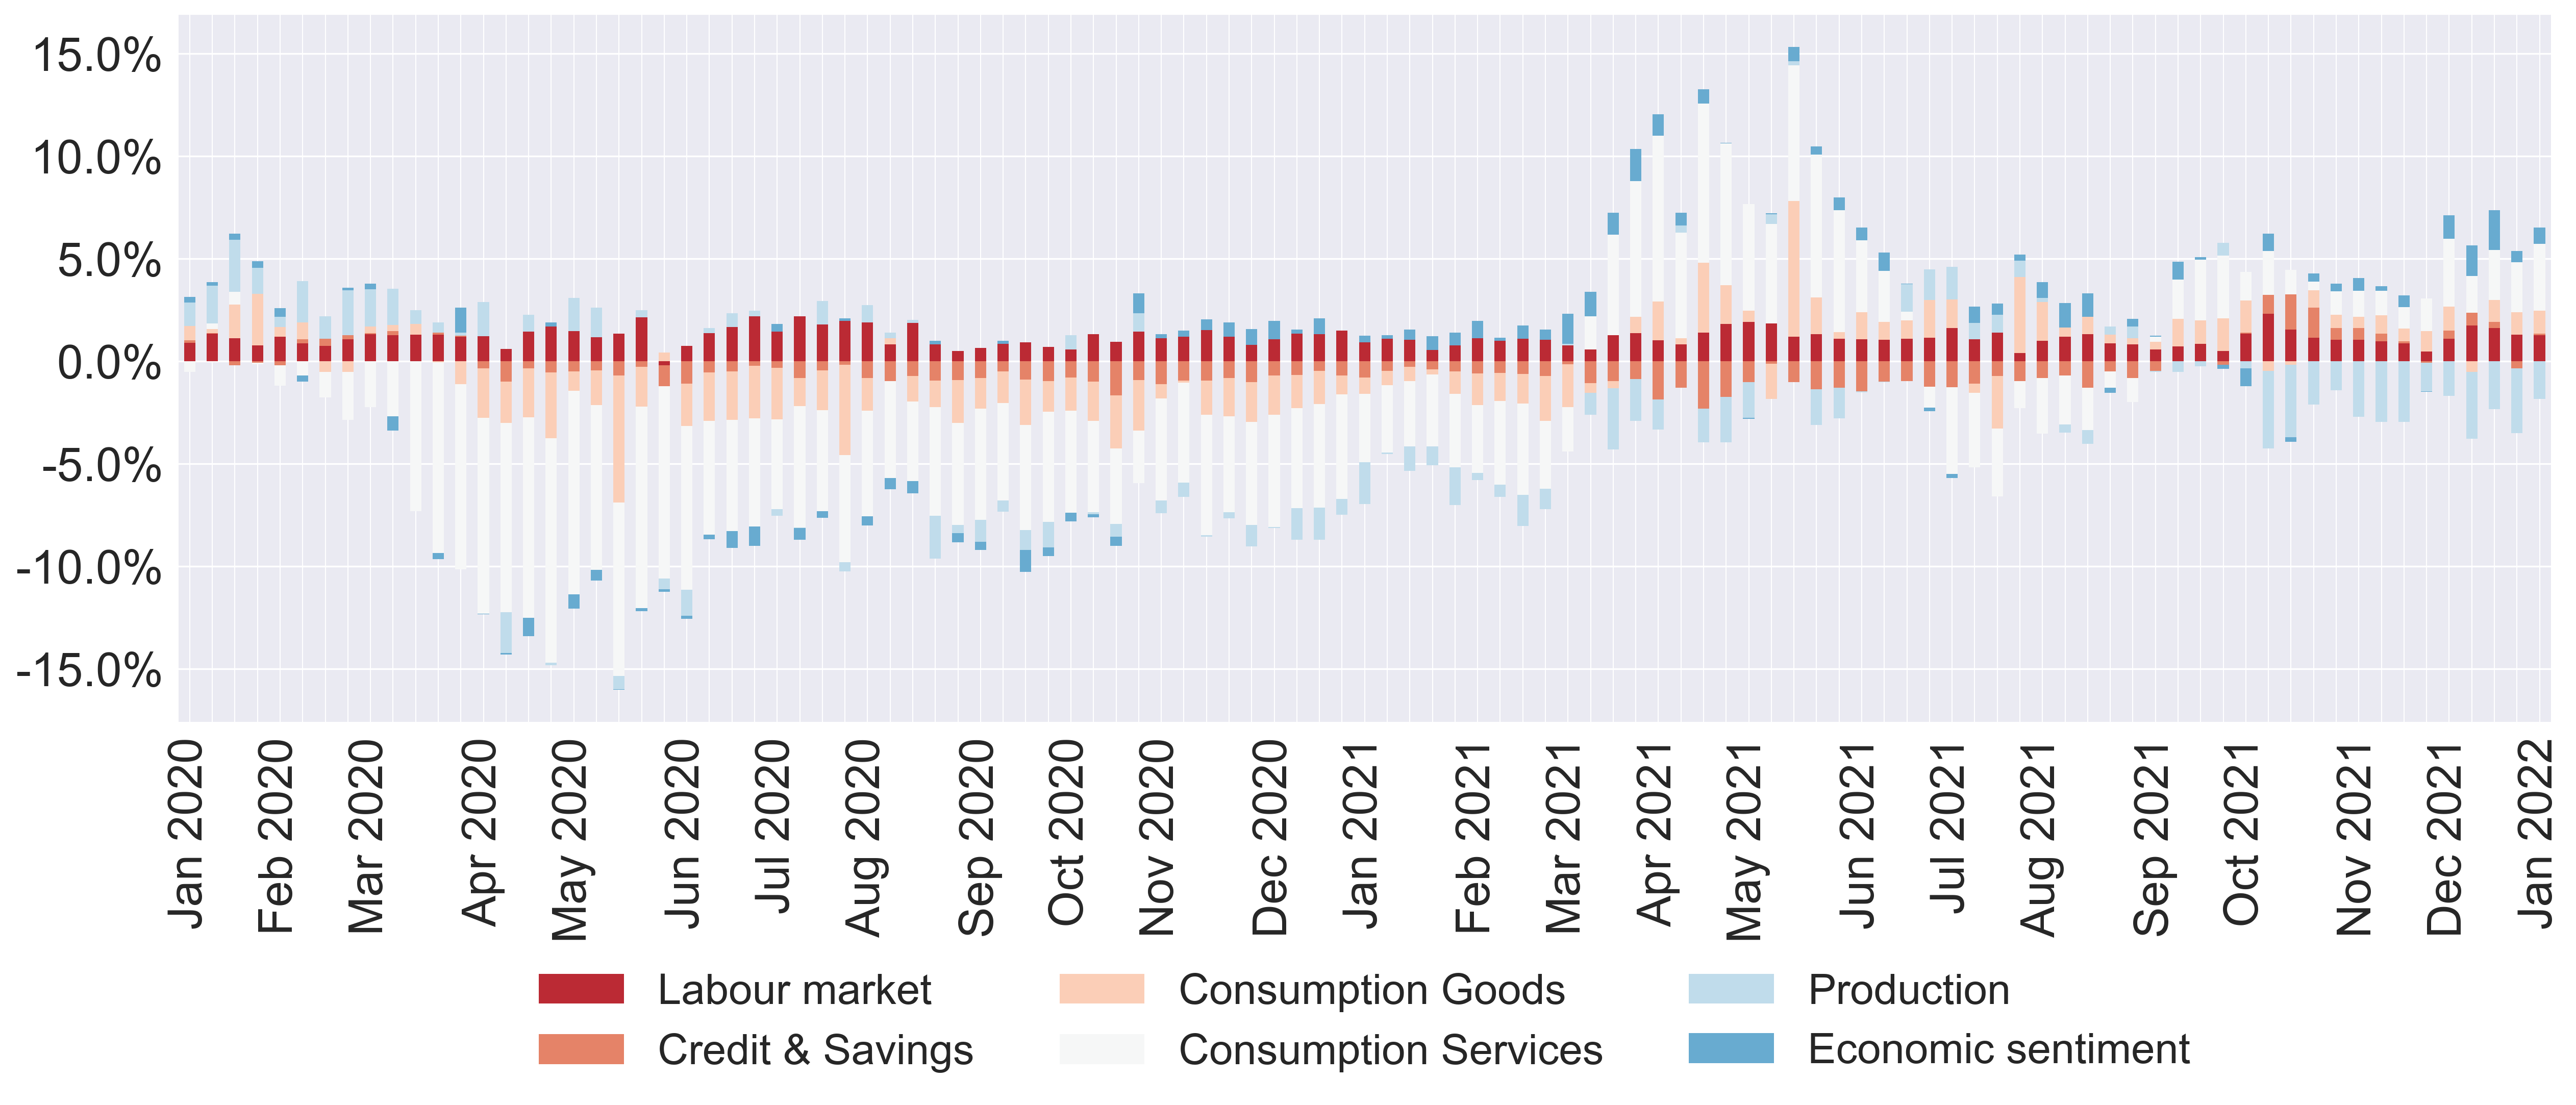 15.0%
10.0%
5.0%
0.0%
-5.0%
-10.0%
-15.0%
Jan 2020
Feb 2020
Mar 2020
Apr 2020
May 2020
Jun 2020
Jul 2020
Aug 2020
Sep 2020
Oct 2020
Nov 2020
Dec 2020
Jan 2021
Feb 2021
Mar 2021
Apr 2021
May 2021
Jun 2021
Jul 2021
Aug 2021
Sep 2021
Oct 2021
Nov 2021
Dec 2021
Jan 2022
Labour market
Credit & Savings
Consumption Goods
Consumption Services
Production
Economic sentiment